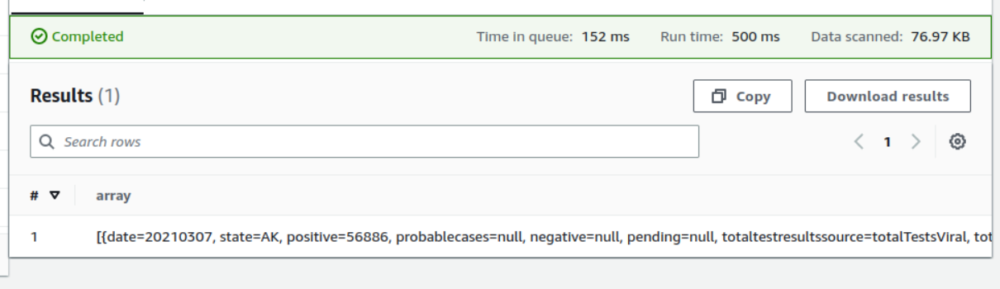 Completed Time in queue: 152 ms Run time: 500 ms Data scanned: 76.97 KB
Results (1) Copy Download results
Search rows 1
# array
1 [{date=20210307, state=AK, positive=56886, probablecases=null, negative=null, pending=null, totaltestresultssource=totalTestsViral, tot